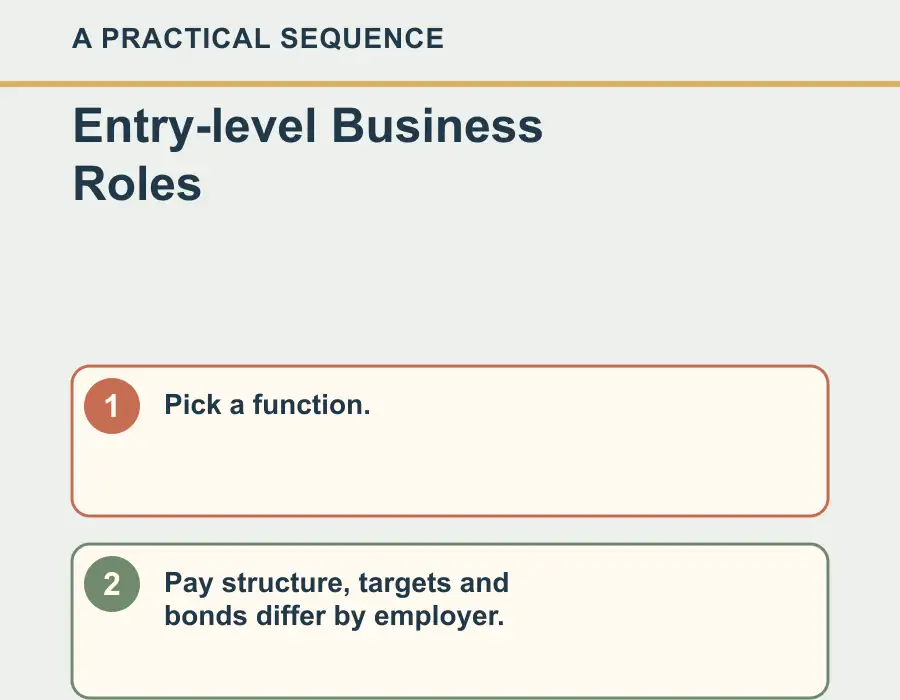 A PRACTICAL SEQUENCE
Entry-level Business
Roles
1
Pick a function.
2
Pay structure, targets and
bonds differ by employer.